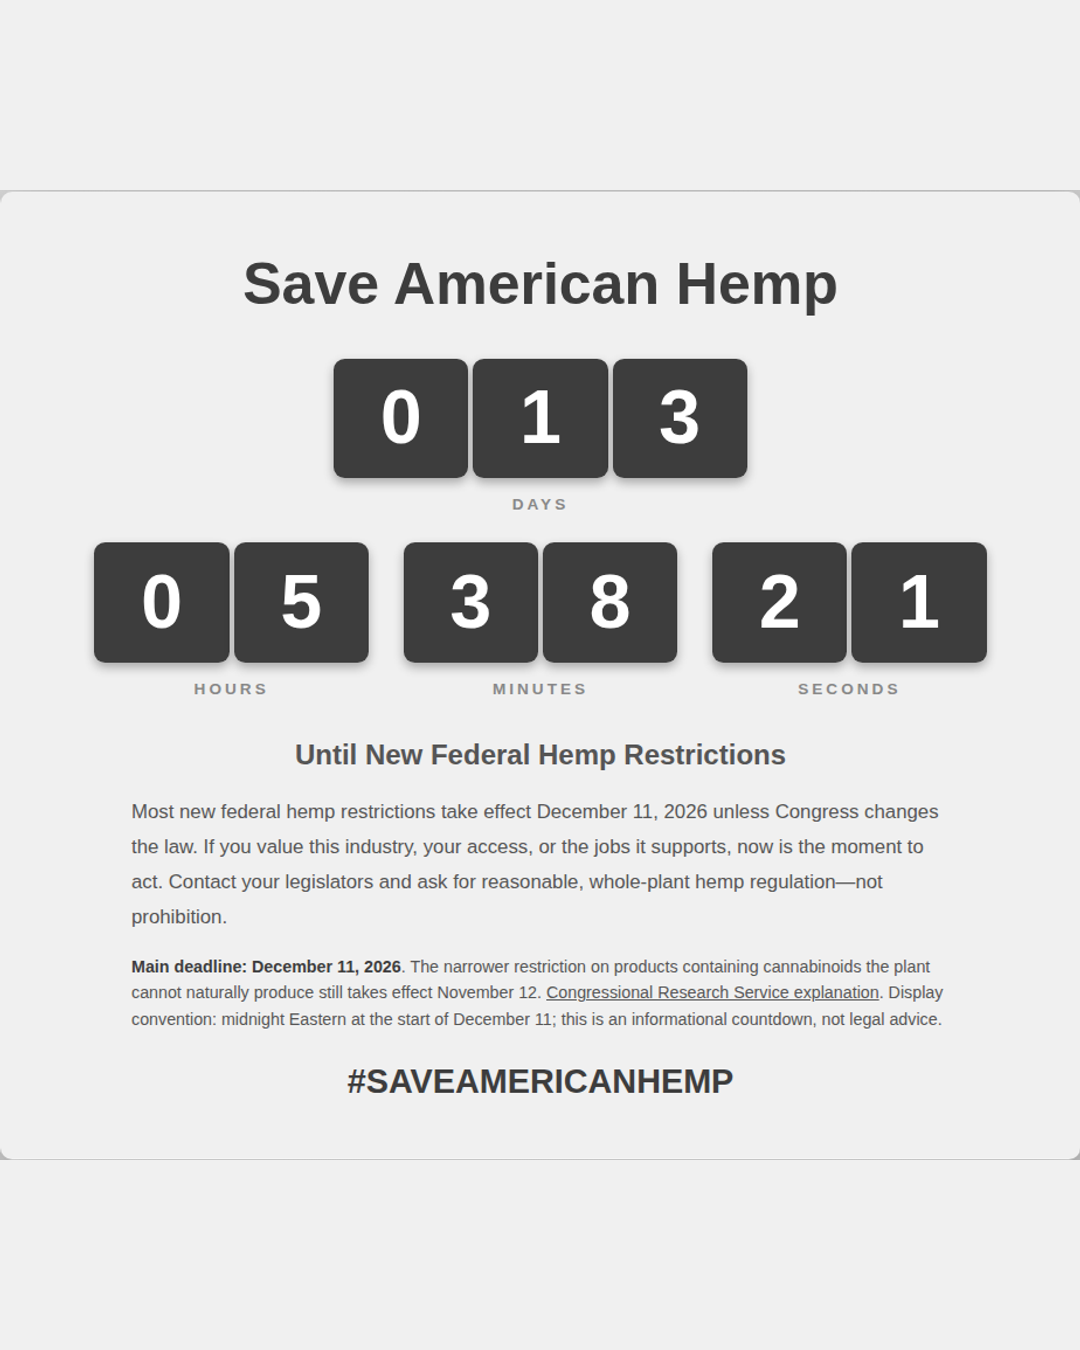 Save American Hemp
0 1 3
DAYS
0 5 3 8 2 1
HOURS MINUTES SECONDS
Until New Federal Hemp Restrictions
Most new federal hemp restrictions take effect December 11, 2026 unless Congress changes
the law. If you value this industry, your access, or the jobs it supports, now is the moment to
act. Contact your legislators and ask for reasonable, whole-plant hemp regulation—not
prohibition.
Main deadline: December 11, 2026. The narrower restriction on products containing cannabinoids the plant
cannot naturally produce still takes effect November 12. Congressional Research Service explanation. Display
convention: midnight Eastern at the start of December 11; this is an informational countdown, not legal advice.
#SAVEAMERICANHEMP